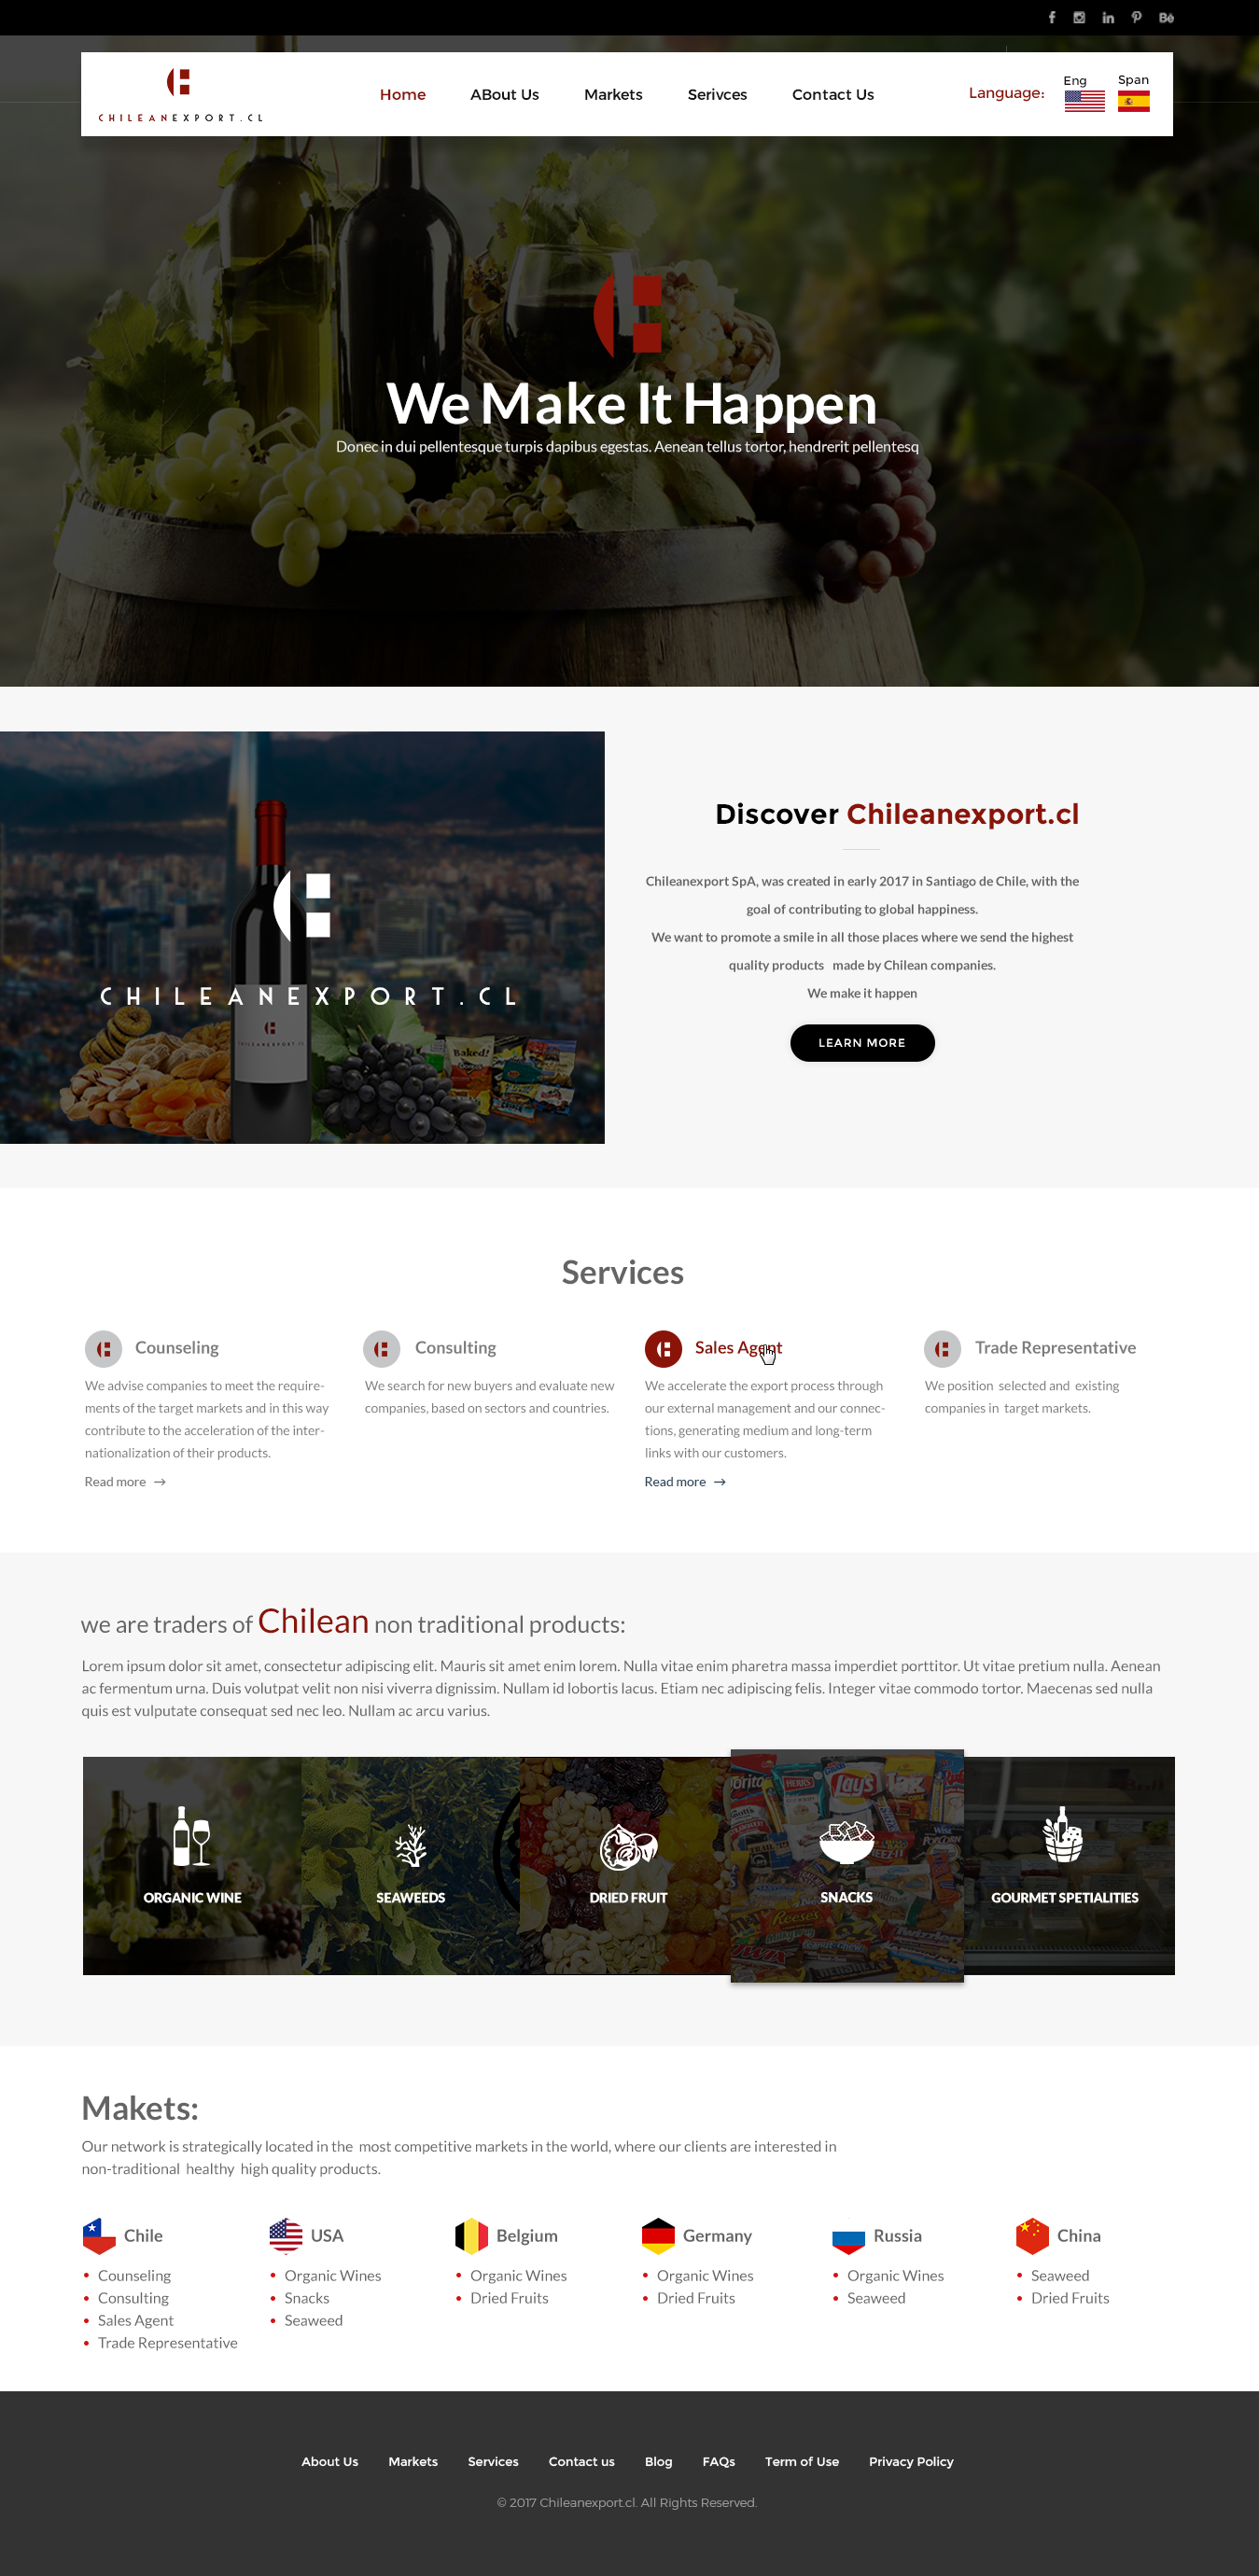 CHILEANEXPORT.CL
Home ABout Us Markets Serivces Contact Us Language: Eng Span
We Make It Happen
Donec in dui pellentesque turpis dapibus egestas. Aenean tellus tortor, hendrerit pellentesq
CHILEANEXPORT.CL
CHILEANEXPORT.CL
Baked!
Discover Chileanexport.cl
Chileanexport SpA, was created in early 2017 in Santiago de Chile, with the
goal of contributing to global happiness.
We want to promote a smile in all those places where we send the highest
quality products made by Chilean companies.
We make it happen
LEARN MORE
Services
Counseling
We advise companies to meet the require-
ments of the target markets and in this way
contribute to the acceleration of the inter-
nationalization of their products.
Read more →
Consulting
We search for new buyers and evaluate new
companies, based on sectors and countries.
Sales Agent
We accelerate the export process through
our external management and our connec-
tions, generating medium and long-term
links with our customers.
Read more →
Trade Representative
We position selected and existing
companies in target markets.
we are traders of Chilean non traditional products:
Lorem ipsum dolor sit amet, consectetur adipiscing elit. Mauris sit amet enim lorem. Nulla vitae enim pharetra massa imperdiet porttitor. Ut vitae pretium nulla. Aenean
ac fermentum urna. Duis volutpat velit non nisi viverra dignissim. Nullam id lobortis lacus. Etiam nec adipiscing felis. Integer vitae commodo tortor. Maecenas sed nulla
quis est vulputate consequat sed nec leo. Nullam ac arcu varius.
ORGANIC WINE
SEAWEEDS
DRIED FRUIT
HERR'S
Lay's
Reese's
SNACKS
GOURMET SPETIALITIES
Makets:
Our network is strategically located in the most competitive markets in the world, where our clients are interested in
non-traditional healthy high quality products.
Chile
• Counseling
• Consulting
• Sales Agent
• Trade Representative
USA
• Organic Wines
• Snacks
• Seaweed
Belgium
• Organic Wines
• Dried Fruits
Germany
• Organic Wines
• Dried Fruits
Russia
• Organic Wines
• Seaweed
China
• Seaweed
• Dried Fruits
About Us Markets Services Contact us Blog FAQs Term of Use Privacy Policy
© 2017 Chileanexport.cl. All Rights Reserved.